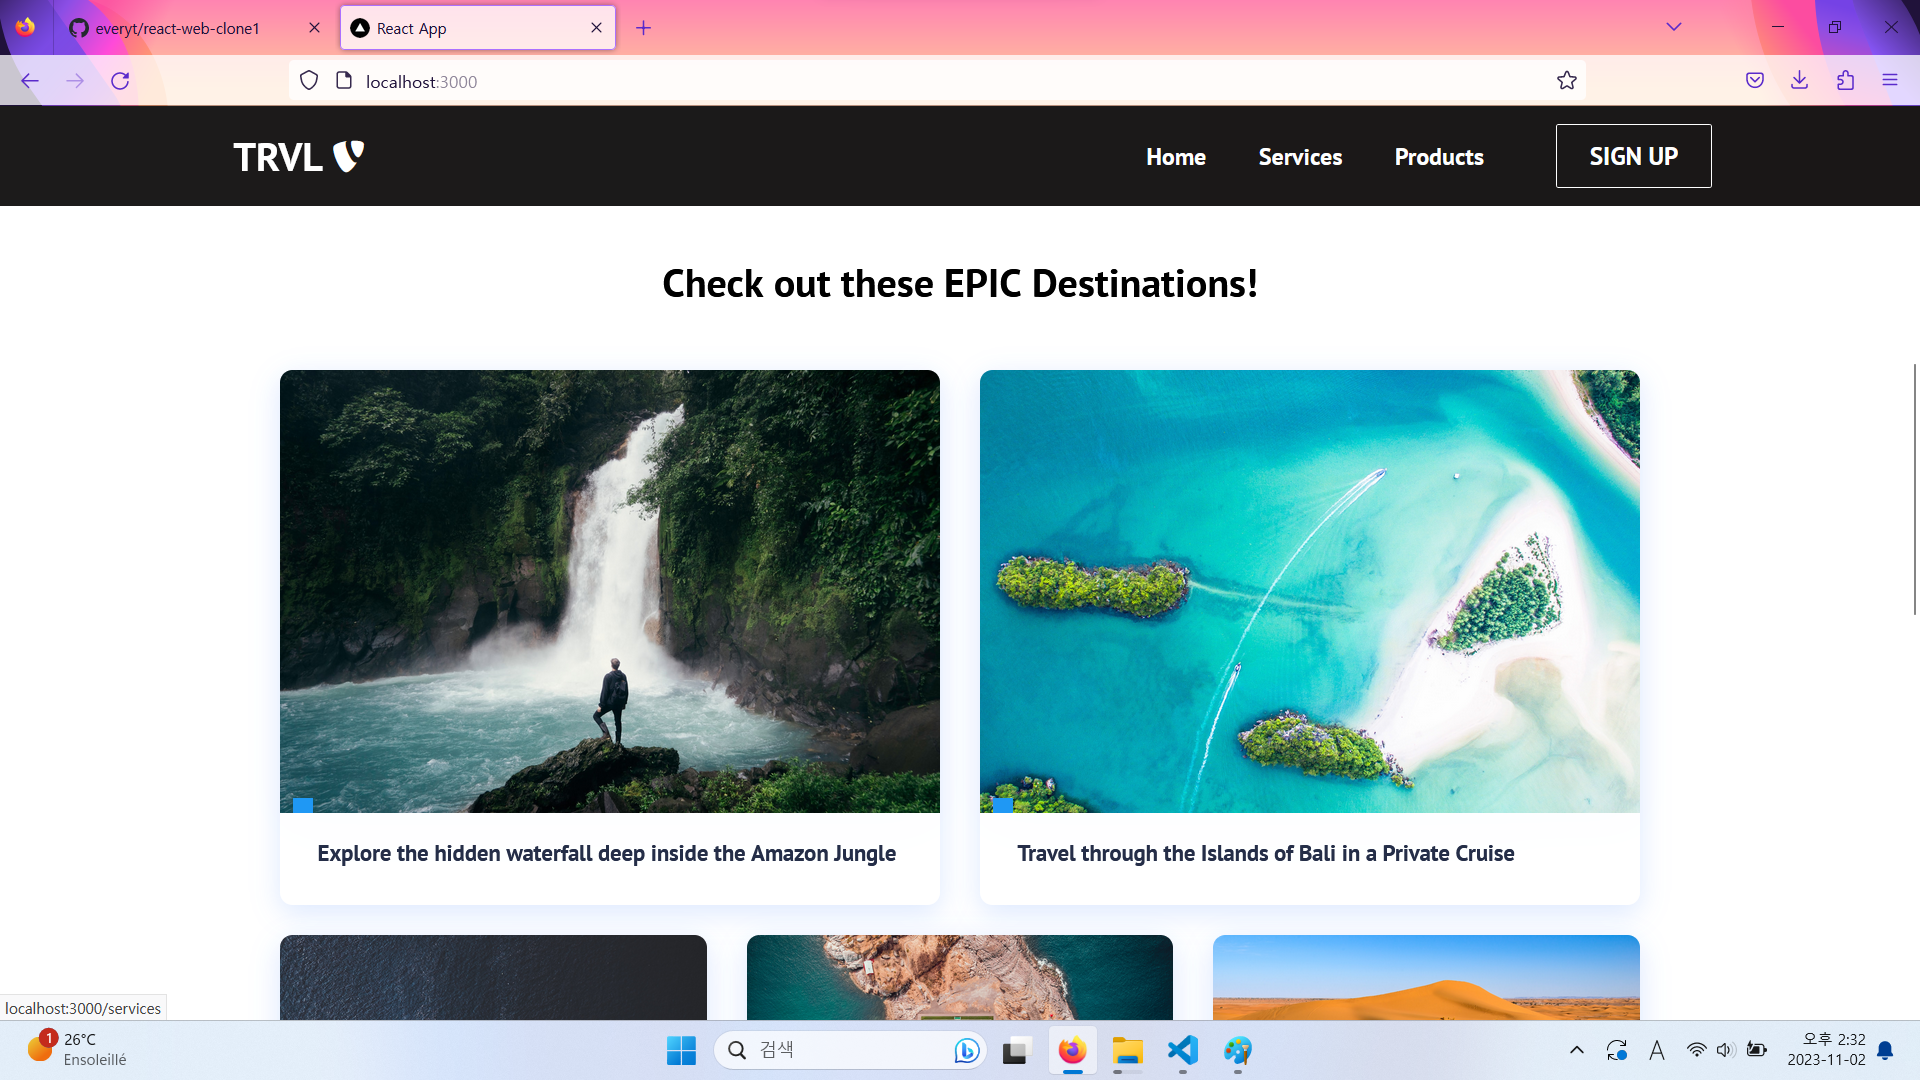 everyt/react-web-clone1
React App
localhost:3000
TRVL
Home
Services
Products
SIGN UP
Check out these EPIC Destinations!
Explore the hidden waterfall deep inside the Amazon Jungle
Travel through the Islands of Bali in a Private Cruise
localhost:3000/services
1
26°C
Ensoleillé
검색
A
오후 2:32
2023-11-02